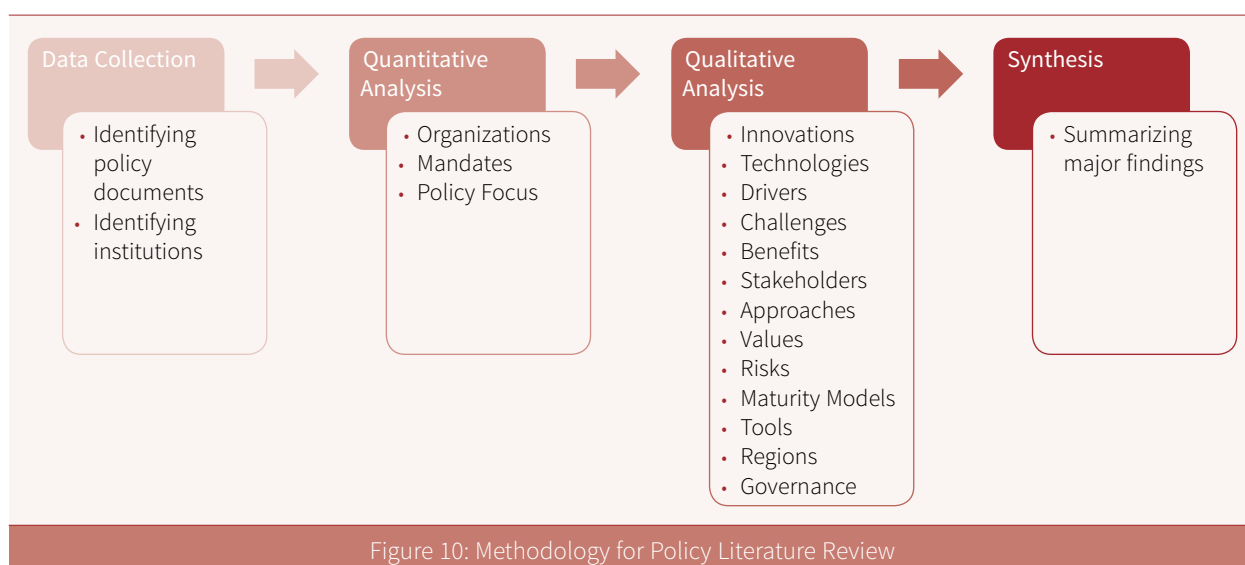 Data Collection
• Identifying
policy
documents
• Identifying
institutions
Quantitative
Analysis
• Organizations
• Mandates
• Policy Focus
Qualitative
Analysis
• Innovations
• Technologies
• Drivers
• Challenges
• Benefits
• Stakeholders
• Approaches
• Values
• Risks
• Maturity Models
• Tools
• Regions
• Governance
Synthesis
• Summarizing
major findings
Figure 10: Methodology for Policy Literature Review